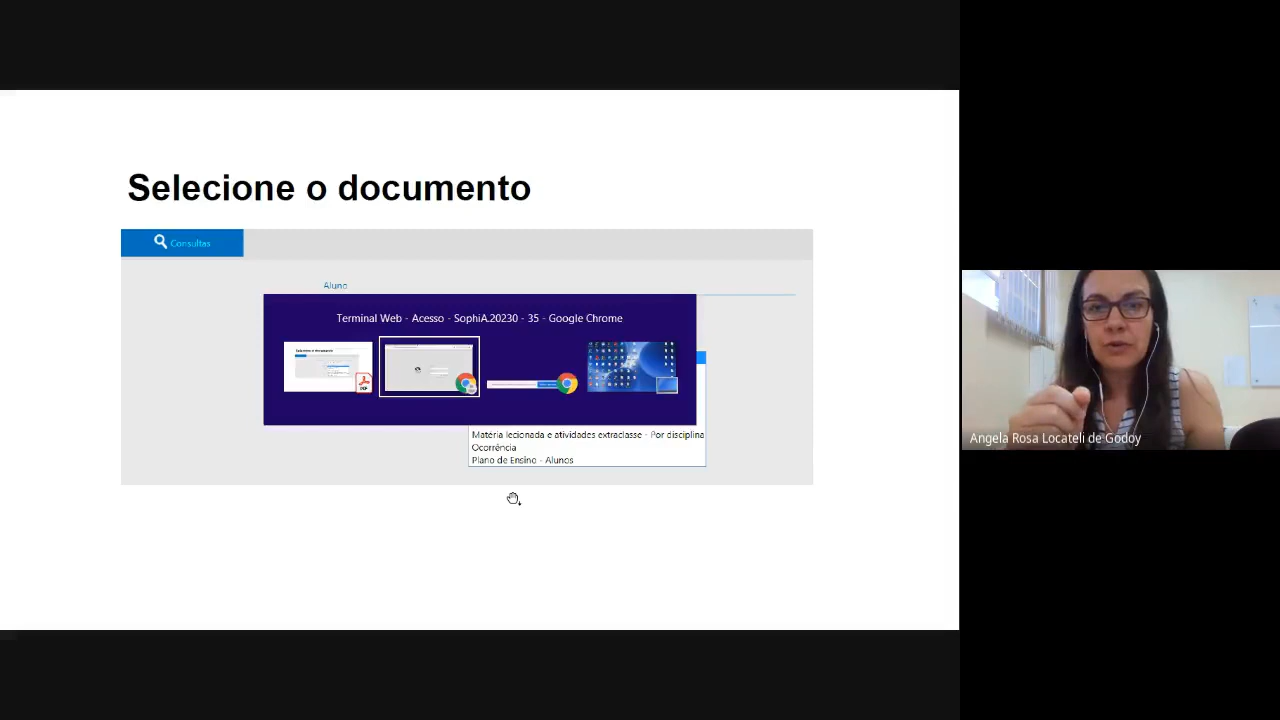 Selecione o documento
Consultas
Aluno
Terminal Web - Acesso - SophiA.20230 - 35 - Google Chrome
PDF
Matéria lecionada e atividades extraclasse - Por disciplina
Ocorrência
Plano de Ensino - Alunos
Angela Rosa Locateli de Godoy